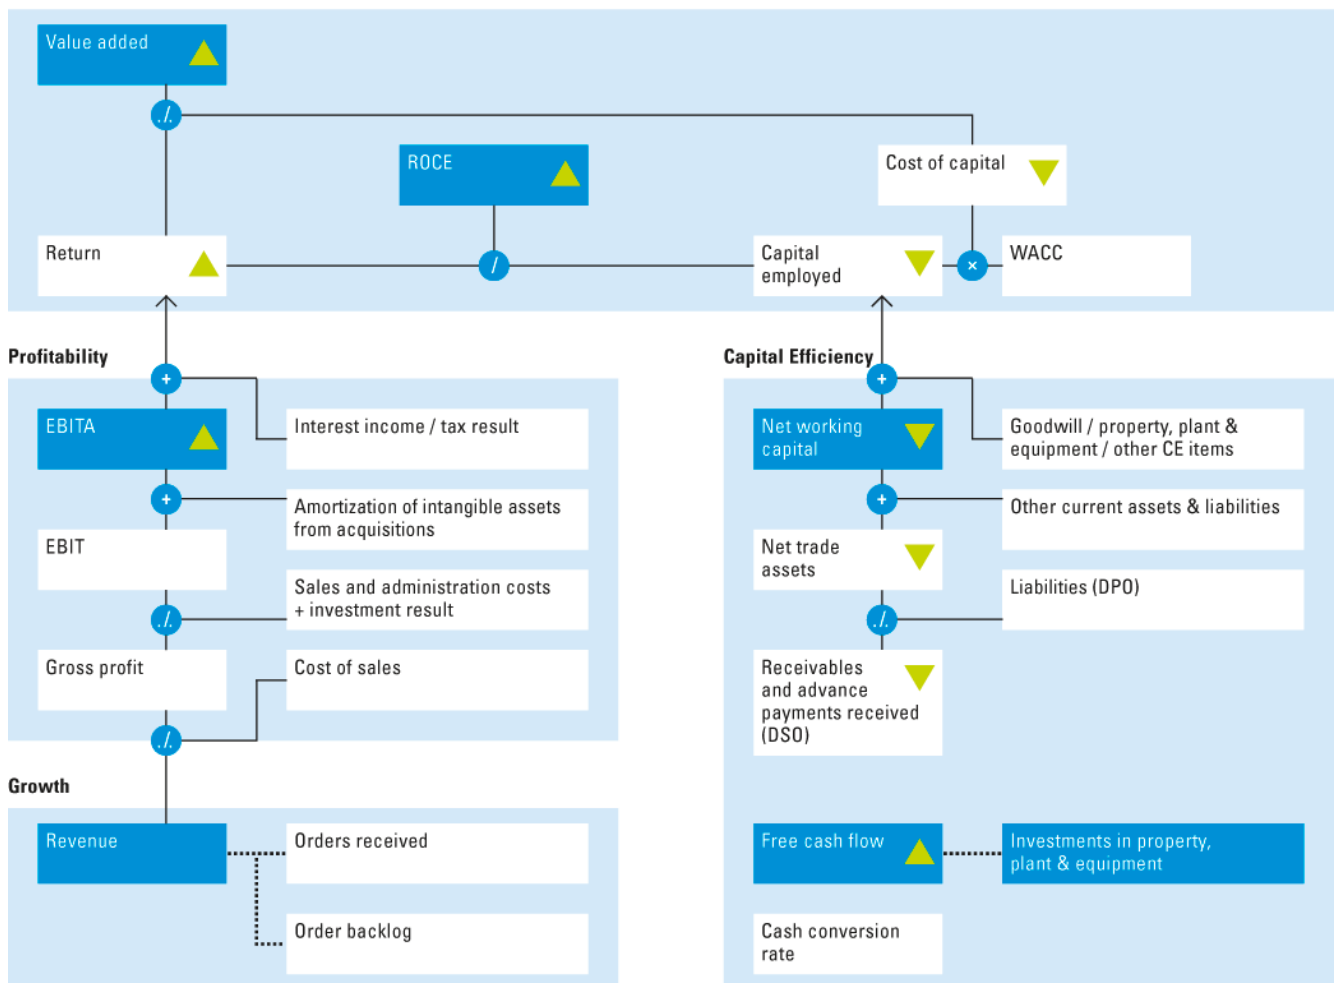 Value added
./.
ROCE
Cost of capital
Return
/
Capital
employed
×
WACC
Profitability
+
EBITA
Interest income / tax result
+
Amortization of intangible assets
from acquisitions
EBIT
Sales and administration costs
+ investment result
./.
Gross profit
Cost of sales
./.
Growth
Revenue
Orders received
Order backlog
Capital Efficiency
+
Net working
capital
Goodwill / property, plant &
equipment / other CE items
+
Other current assets & liabilities
Net trade
assets
Liabilities (DPO)
./.
Receivables
and advance
payments received
(DSO)
Free cash flow
Investments in property,
plant & equipment
Cash conversion
rate